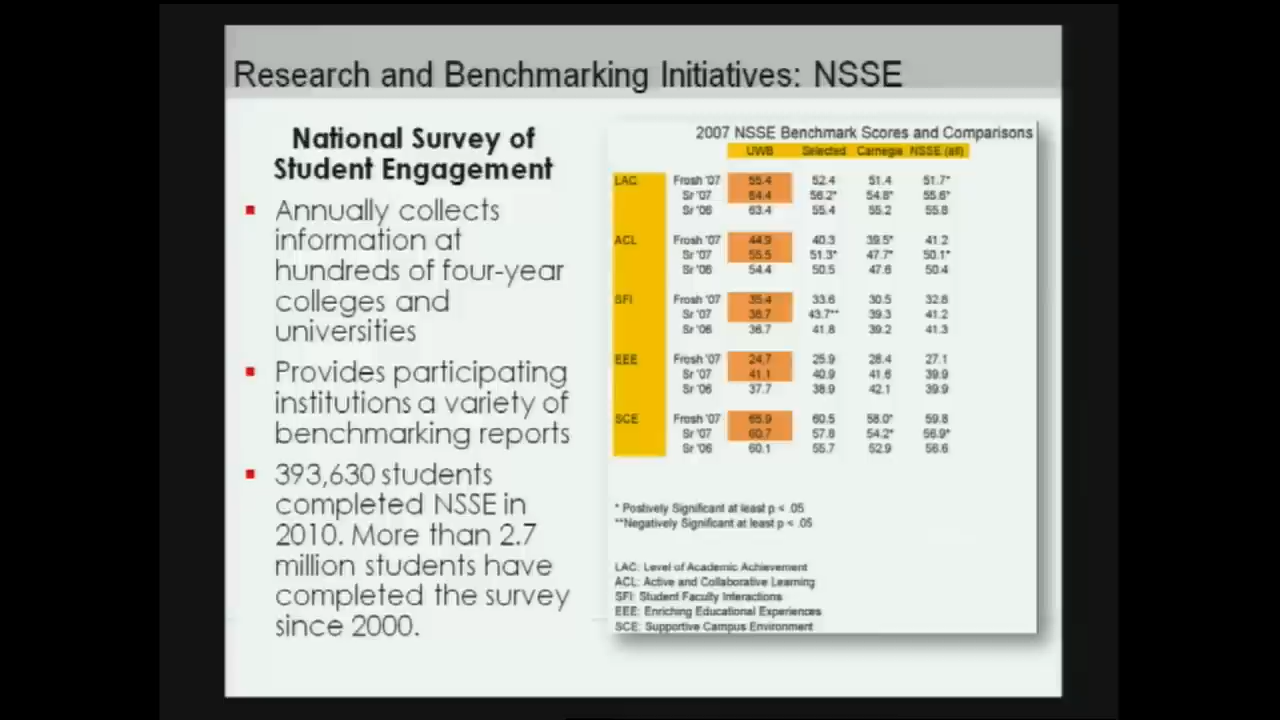 Research and Benchmarking Initiatives: NSSE
National Survey of
Student Engagement
Annually collects
information at
hundreds of four-year
colleges and
universities
Provides participating
institutions a variety of
benchmarking reports
393,630 students
completed NSSE in
2010. More than 2.7
million students have
completed the survey
since 2000.
2007 NSSE Benchmark Scores and Comparisons
UWB Selected Carnegie NSSE (all)
LAC Frosh '07 55.4 52.4 51.4 51.7*
Sr '07 64.4 56.2* 54.8* 55.6*
Sr '06 63.4 55.4 55.2 55.8
ACL Frosh '07 44.9 40.3 39.5* 41.2
Sr '07 55.5 51.3* 47.7* 50.1*
Sr '06 54.4 50.5 47.6 50.4
SFI Frosh '07 35.4 33.6 30.5 32.8
Sr '07 38.7 43.7** 39.3 41.2
Sr '06 36.7 41.8 39.2 41.3
EEE Frosh '07 24.7 25.9 28.4 27.1
Sr '07 41.1 40.9 41.6 39.9
Sr '06 37.7 38.9 42.1 39.9
SCE Frosh '07 65.9 60.5 58.0* 59.8
Sr '07 60.7 57.8 54.2* 56.9*
Sr '06 60.1 55.7 52.9 56.6
* Postively Significant at least p < .05
**Negatively Significant at least p < .05
LAC: Level of Academic Achievement
ACL: Active and Collaborative Learning
SFI: Student Faculty Interactions
EEE: Enriching Educational Experiences
SCE: Supportive Campus Environment